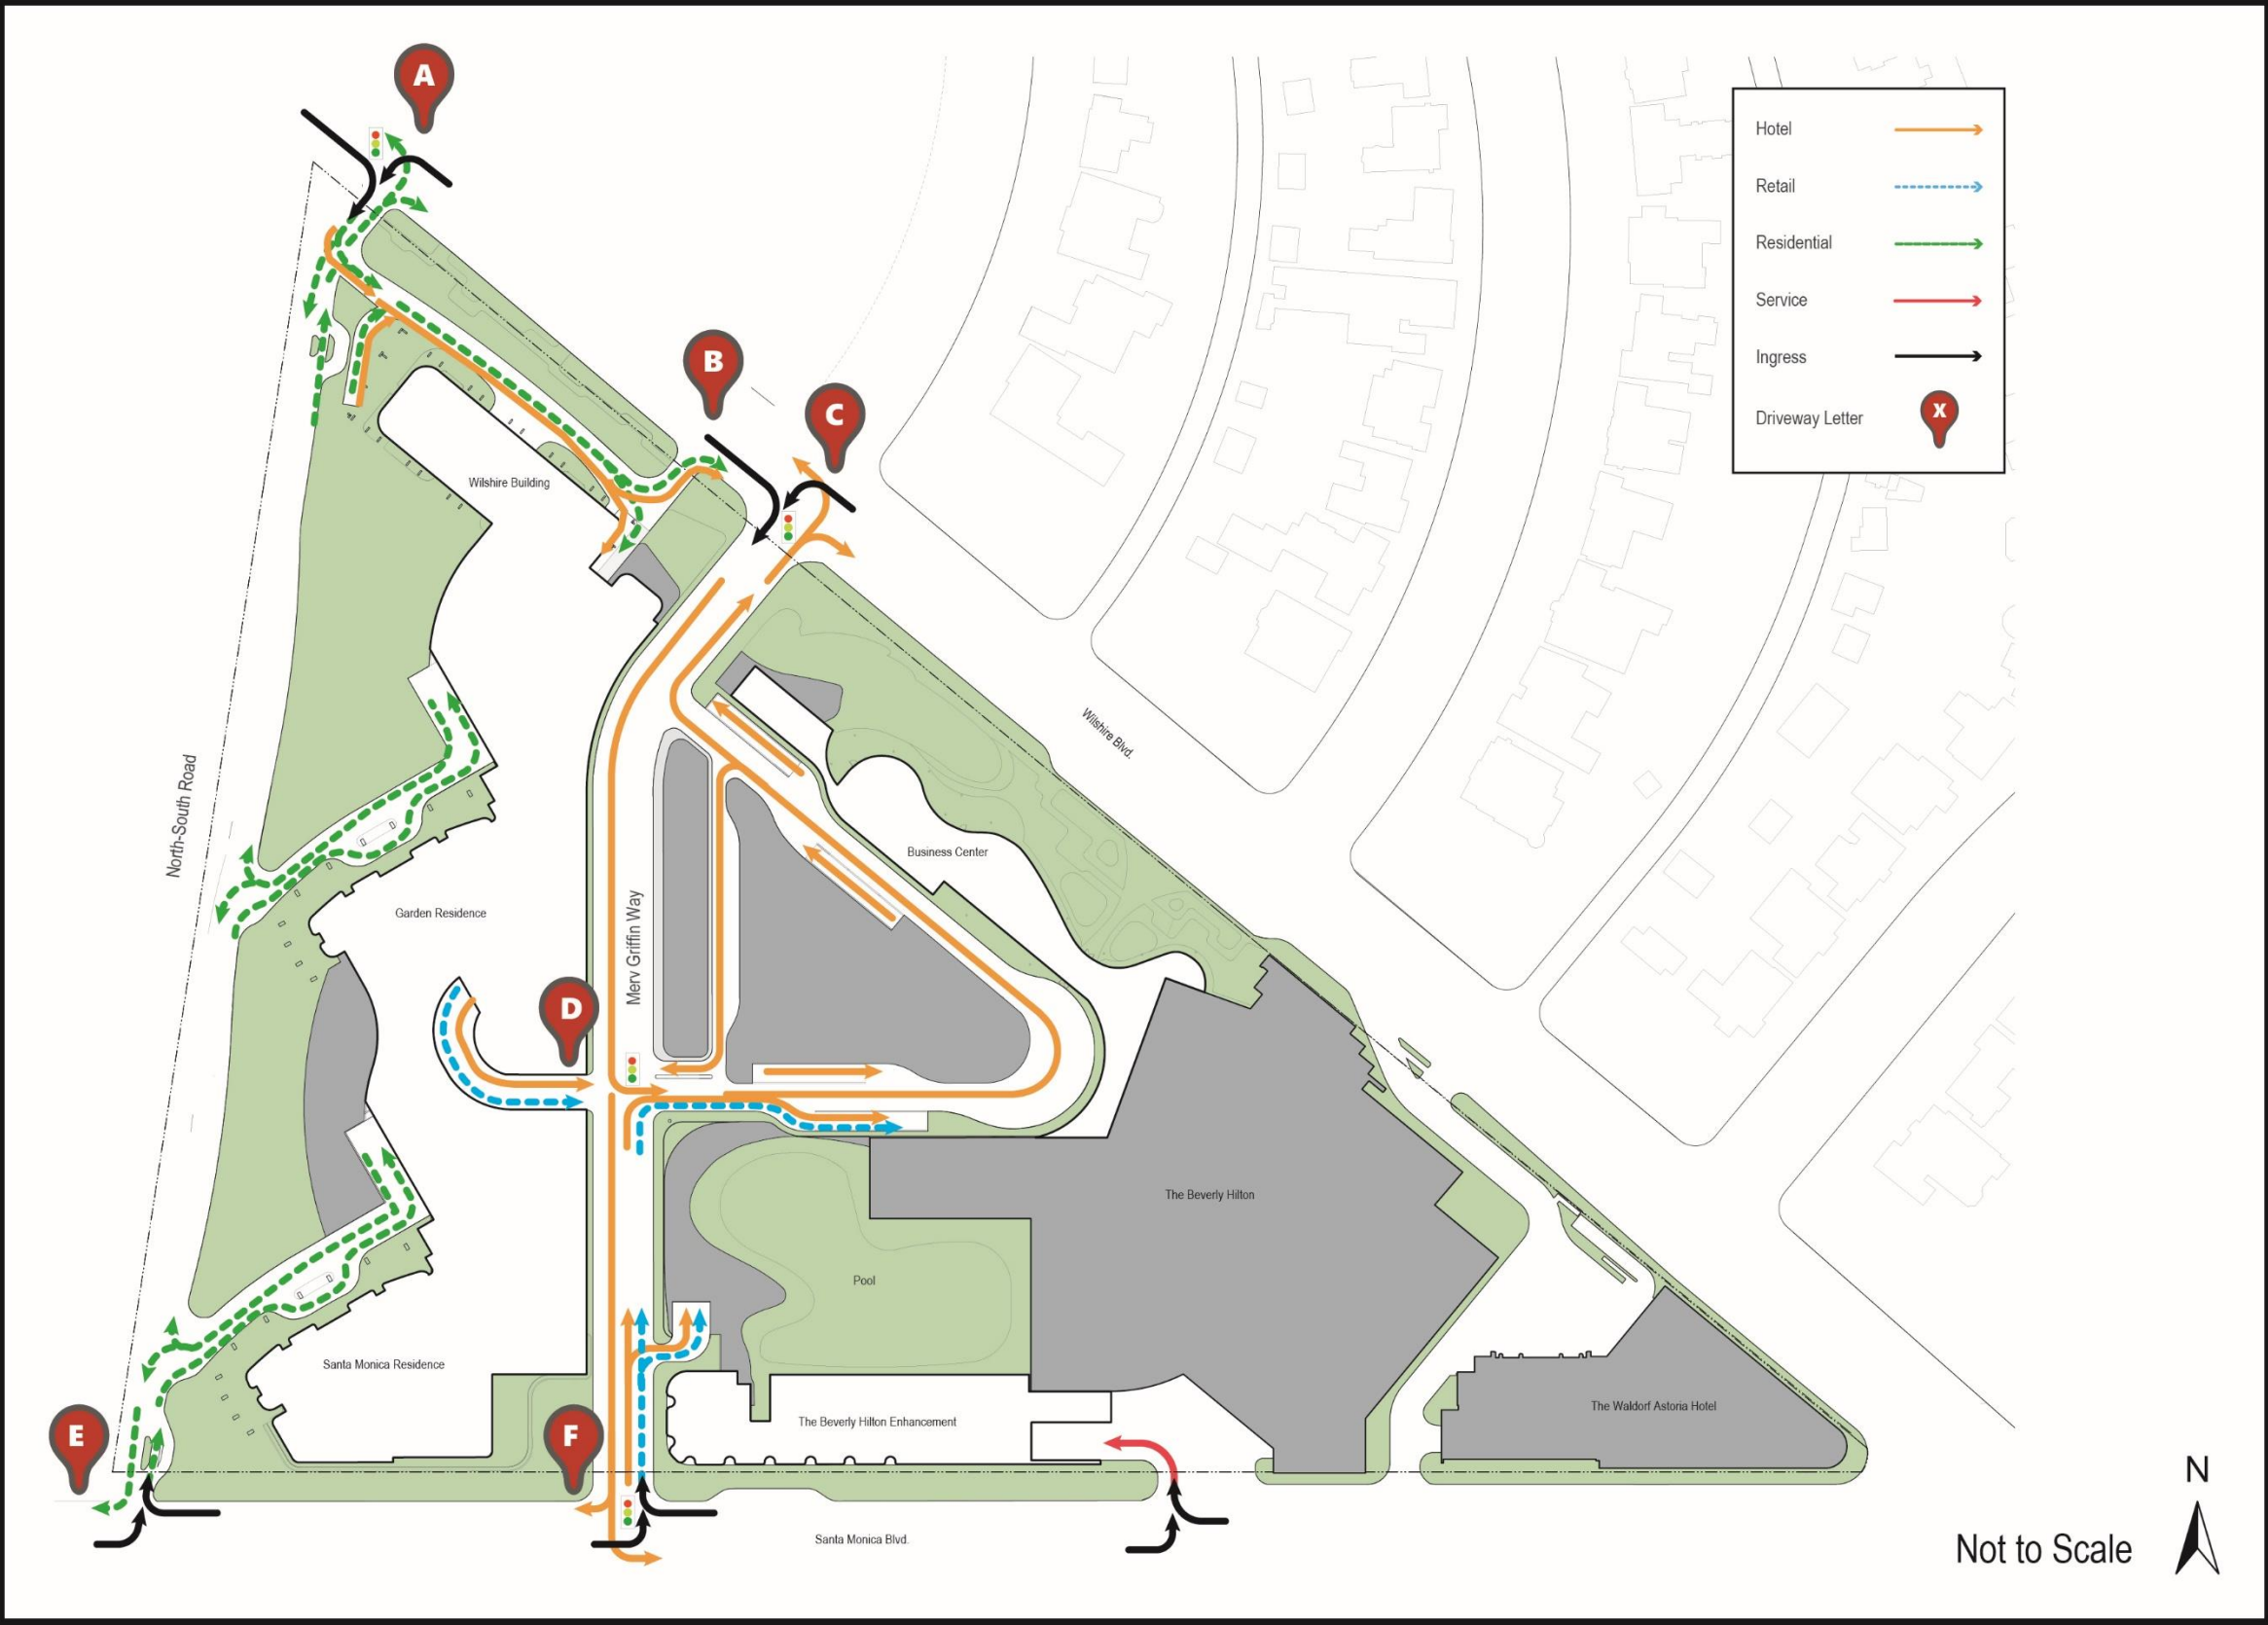 A
Hotel
Retail
Residential
Service
Ingress
Driveway Letter
X
B
C
Wilshire Building
Wilshire Blvd.
North-South Road
Business Center
Garden Residence
Merv Griffin Way
D
The Beverly Hilton
Pool
Santa Monica Residence
The Beverly Hilton Enhancement
The Waldorf Astoria Hotel
E
F
Santa Monica Blvd.
N
Not to Scale